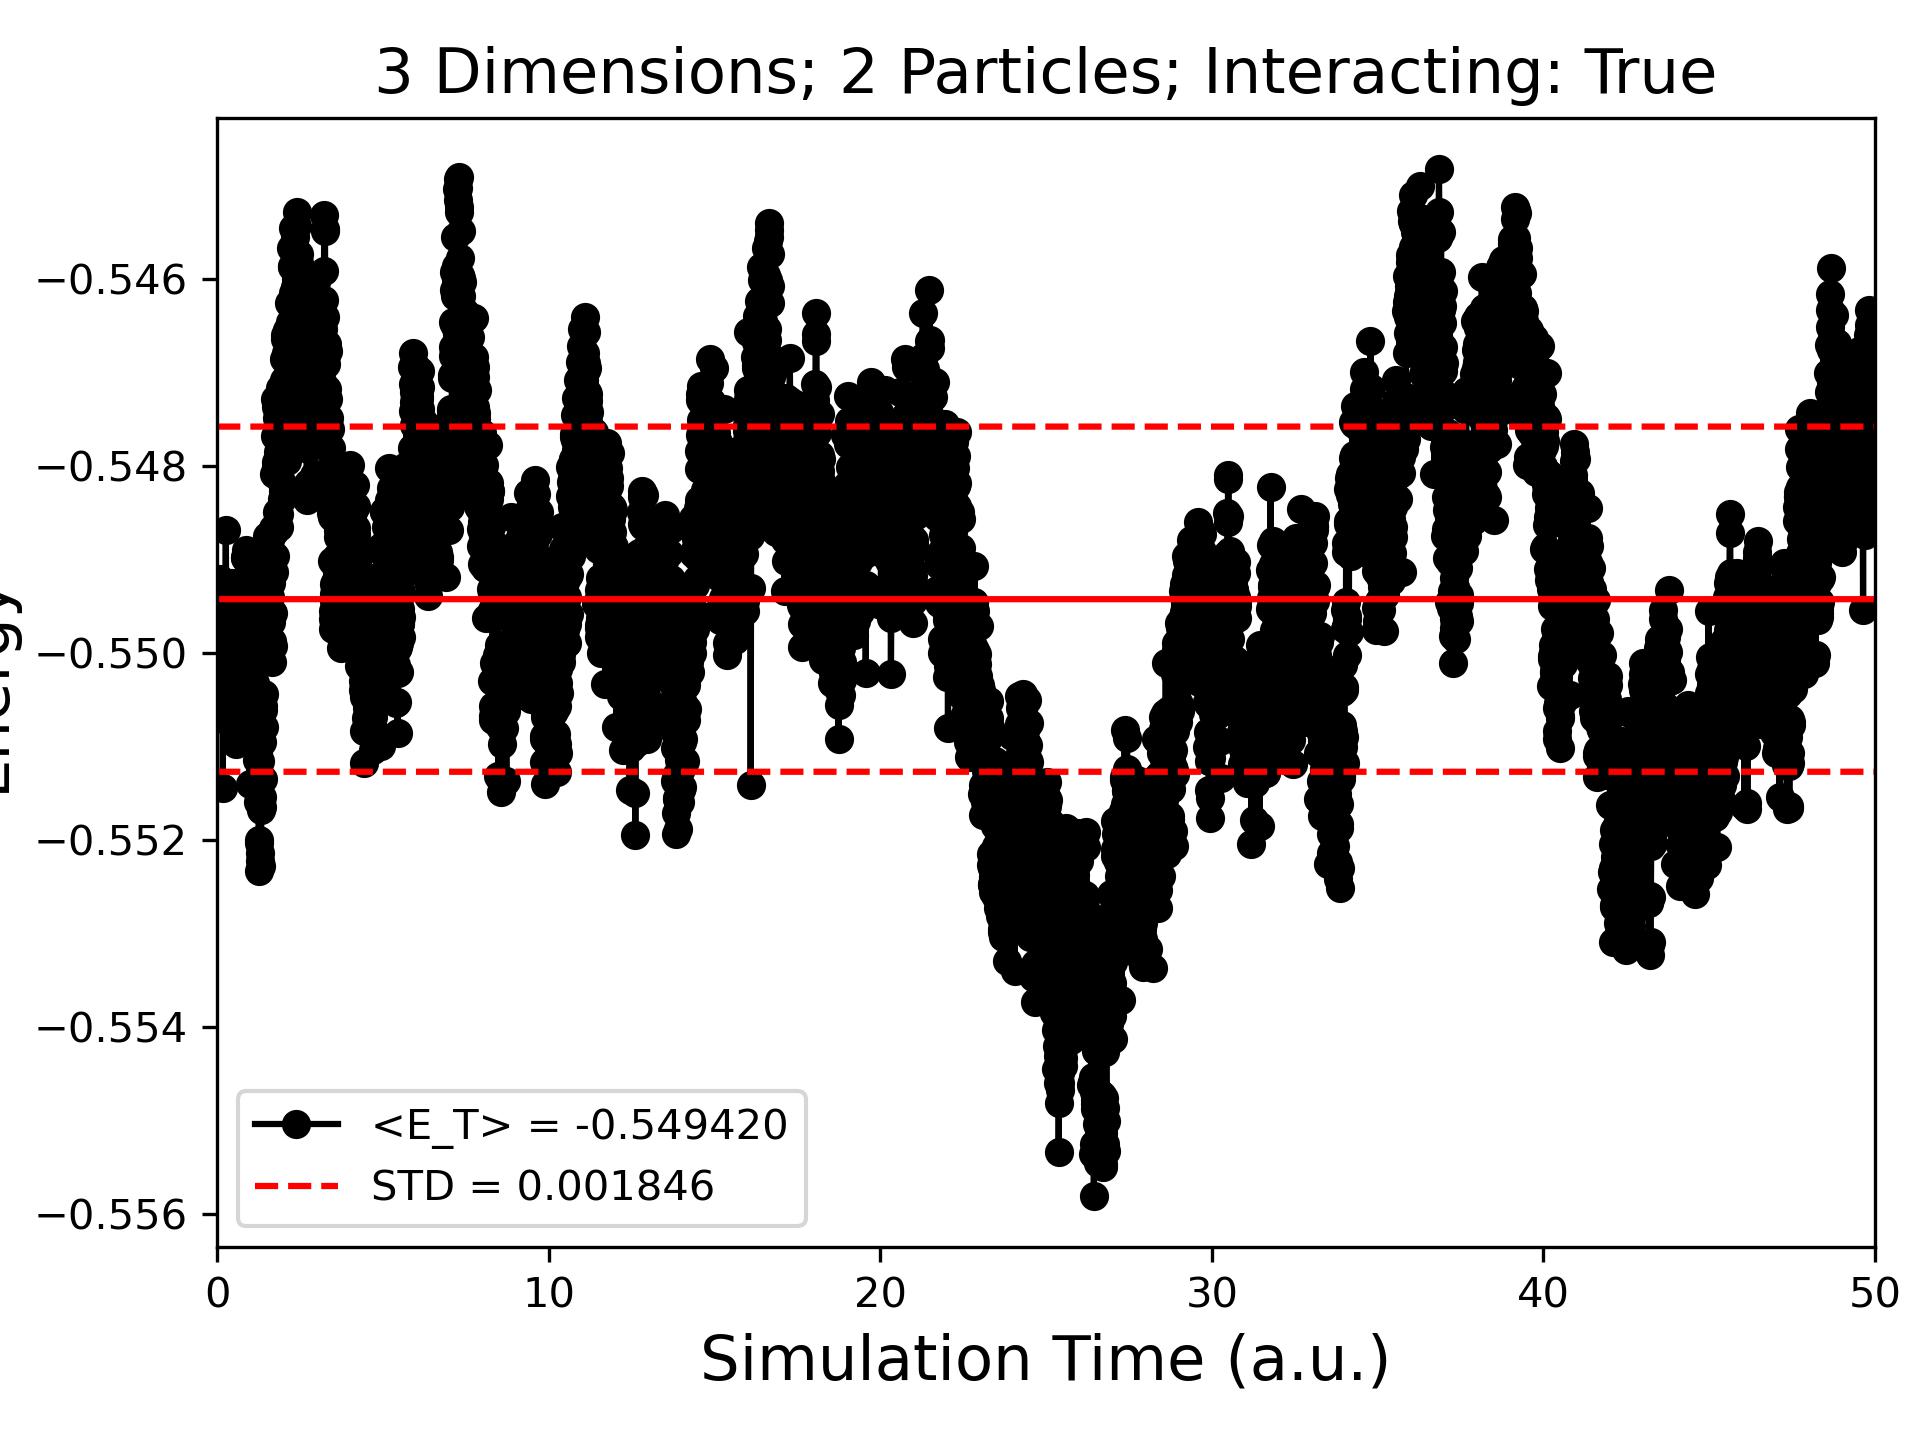 3 Dimensions; 2 Particles; Interacting: True
Energy
−0.546
−0.548
−0.550
−0.552
−0.554
−0.556
<E_T> = -0.549420
STD = 0.001846
0 10 20 30 40 50
Simulation Time (a.u.)